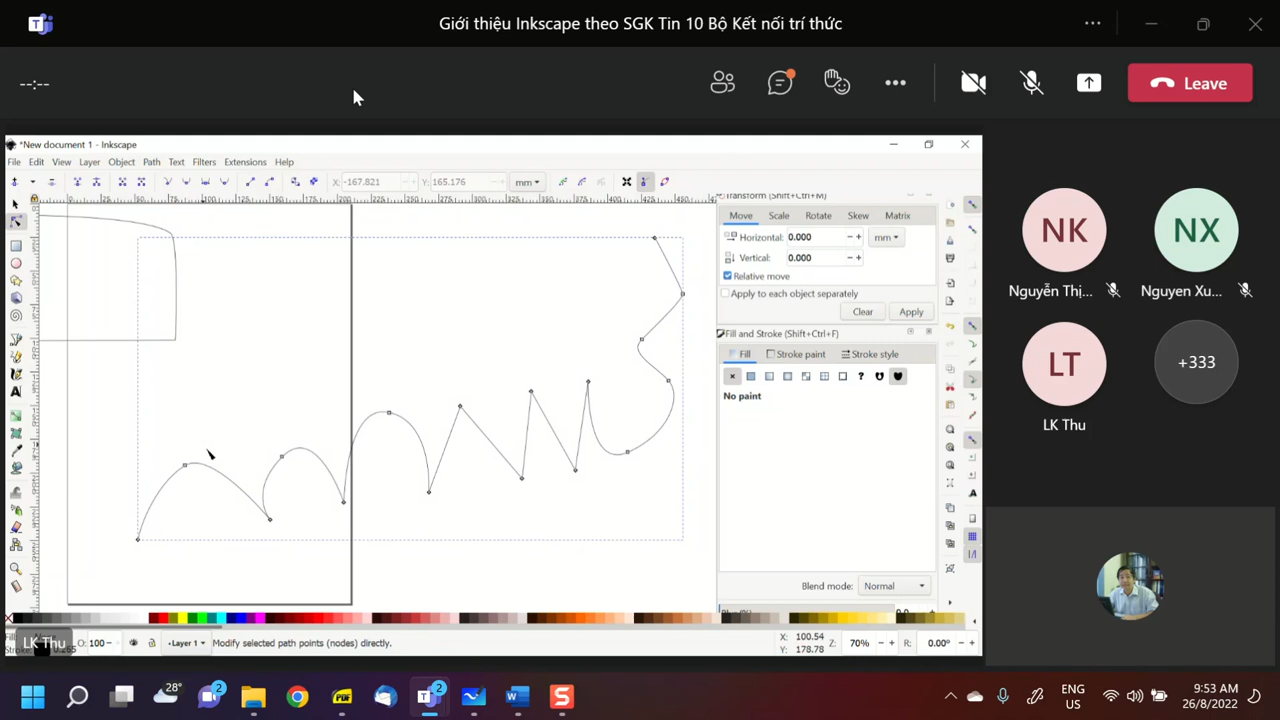 Giới thiệu Inkscape theo SGK Tin 10 Bộ Kết nối trí thức
--:--
Leave
*New document 1 - Inkscape
File Edit View Layer Object Path Text Filters Extensions Help
X: -167.821 Y: 165.176 mm
Transform (Shift+Ctrl+M)
Move Scale Rotate Skew Matrix
Horizontal: 0.000 mm
Vertical: 0.000
Relative move
Apply to each object separately
Clear Apply
Fill and Stroke (Shift+Ctrl+F)
Fill Stroke paint Stroke style
No paint
Blend mode: Normal
O: 100 Layer 1 Modify selected path points (nodes) directly.
X: 100.54
Y: 178.78
Z: 70% R: 0.00°
LK Thu
NK
Nguyễn Thị...
NX
Nguyen Xu...
LT
LK Thu
+333
28°
2
2
ENG
US
9:53 AM
26/8/2022